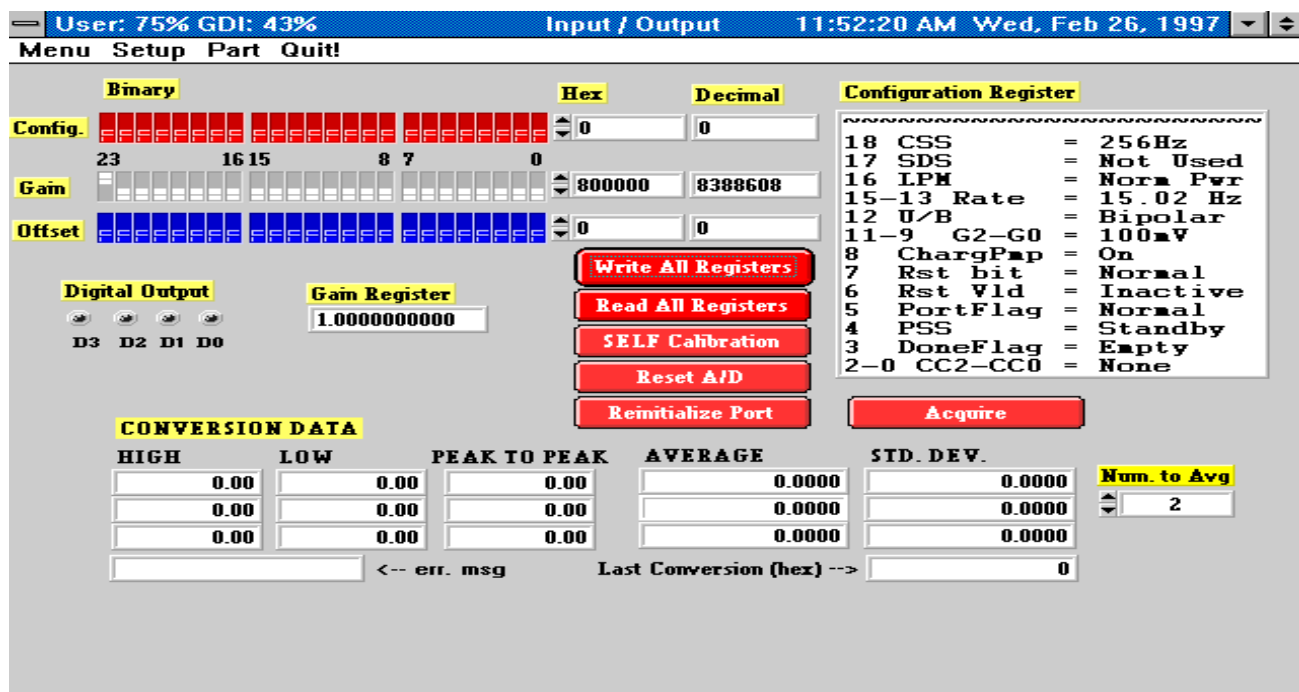 User: 75% GDI: 43% Input / Output 11:52:20 AM Wed, Feb 26, 1997
Menu Setup Part Quit!
Binary Hex Decimal Configuration Register
Config. 0 0
23 16 15 8 7 0
Gain 800000 8388608
Offset 0 0
~~~~~~~~~~~~~~~~~~~~~~~~~~~~~
18 CSS = 256Hz
17 SDS = Not Used
16 LPM = Norm Pwr
15-13 Rate = 15.02 Hz
12 U/B = Bipolar
11-9 G2-G0 = 100mV
8 ChargPmp = On
7 Rst bit = Normal
6 Rst Vld = Inactive
5 PortFlag = Normal
4 PSS = Standby
3 DoneFlag = Empty
2-0 CC2-CC0 = None
Write All Registers
Read All Registers
SELF Calibration
Reset A/D
Reinitialize Port
Acquire
Digital Output
D3 D2 D1 D0
Gain Register
1.0000000000
CONVERSION DATA
HIGH LOW PEAK TO PEAK AVERAGE STD. DEV.
0.00 0.00 0.00 0.0000 0.0000
0.00 0.00 0.00 0.0000 0.0000
0.00 0.00 0.00 0.0000 0.0000
Num. to Avg
2
<-- err. msg Last Conversion (hex) --> 0